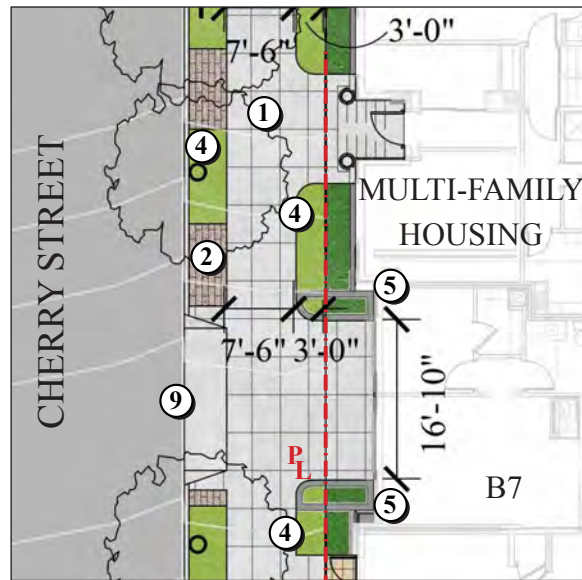 3'-0"
7'-6"
1
4
MULTI-FAMILY
HOUSING
4
2
CHERRY STREET
5
7'-6" 3'-0"
9
16'-10"
PL
B7
5
4